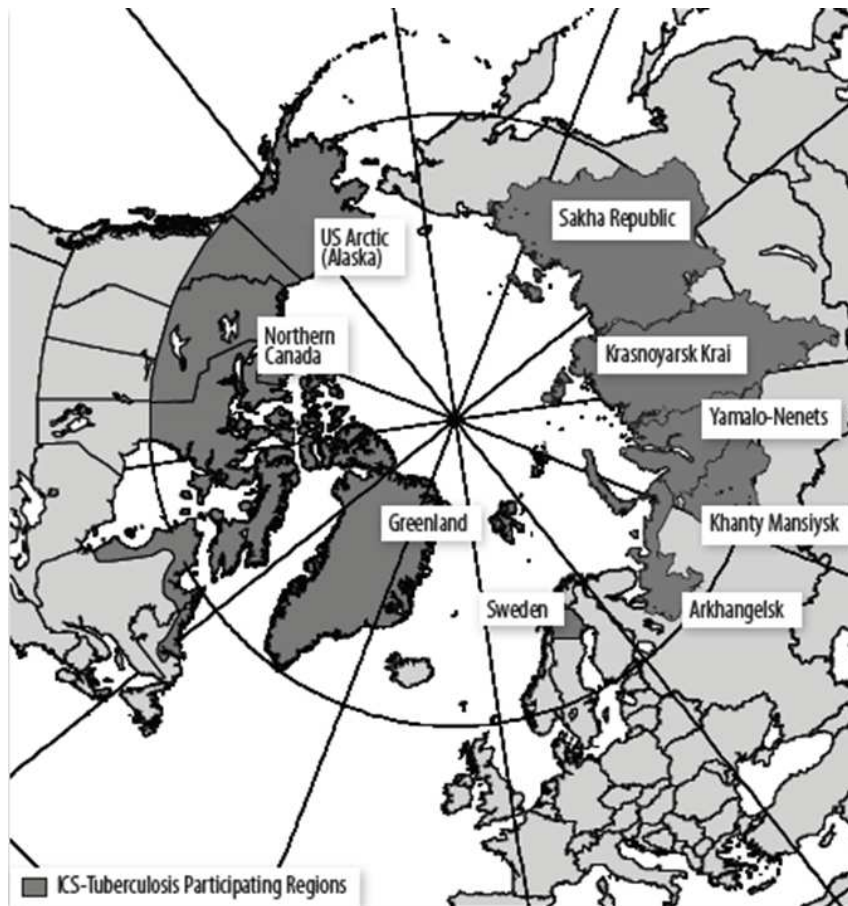 Sakha Republic
US Arctic
(Alaska)
Northern
Canada
Krasnoyarsk Krai
Yamalo-Nenets
Greenland
Khanty Mansiysk
Sweden
Arkhangelsk
ICS-Tuberculosis Participating Regions